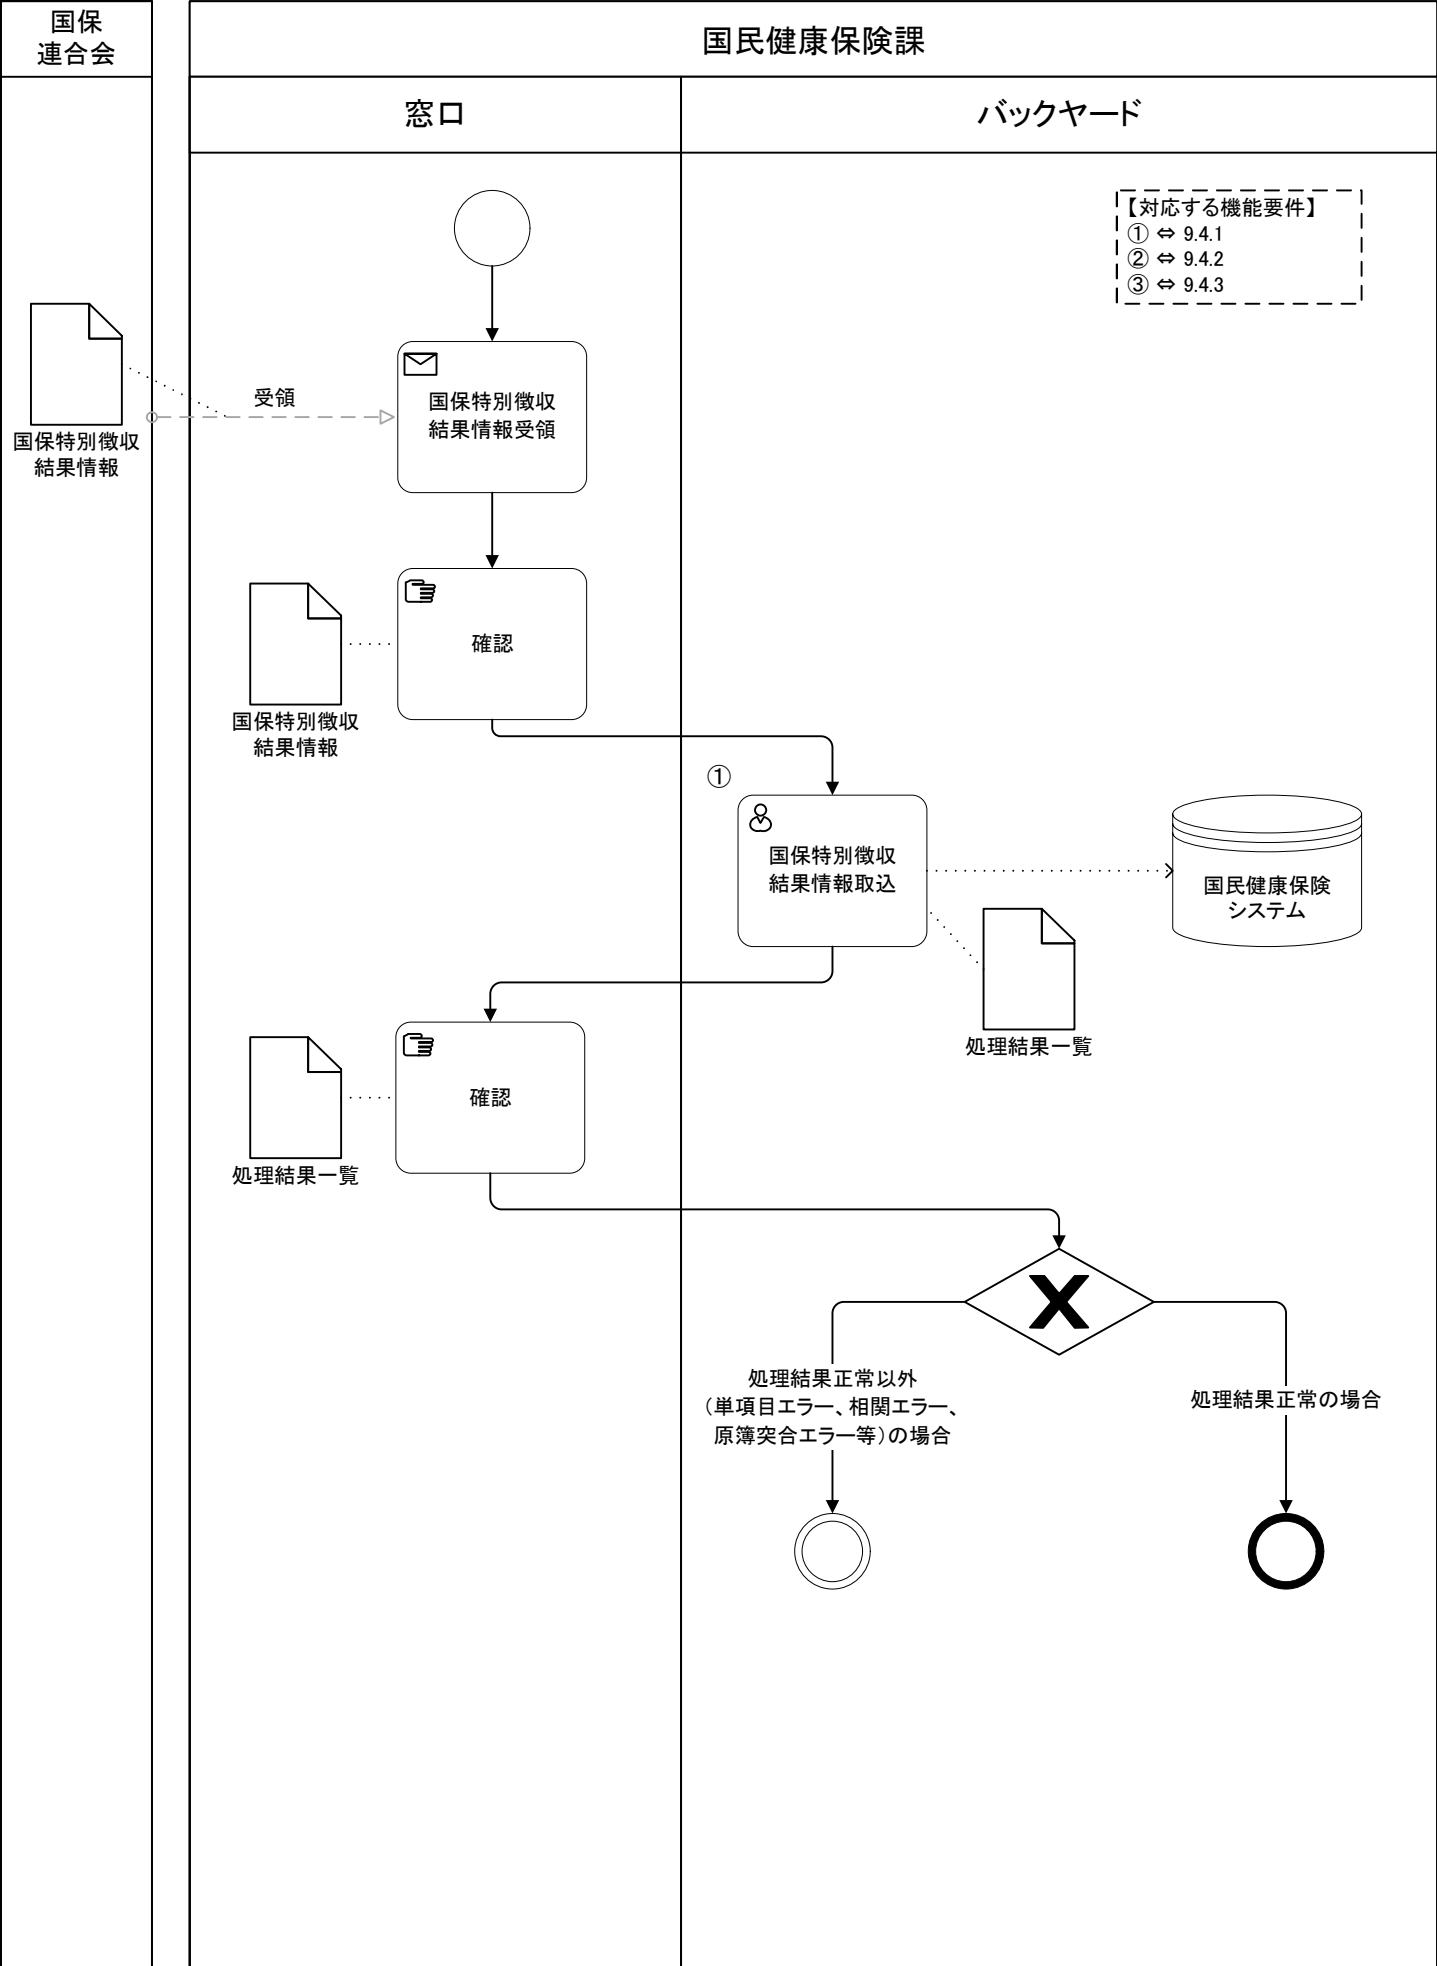 国保
連合会
国民健康保険課
窓口
バックヤード
【対応する機能要件】
① ⇔ 9.4.1
② ⇔ 9.4.2
③ ⇔ 9.4.3
国保特別徴収
結果情報
受領
国保特別徴収
結果情報受領
確認
国保特別徴収
結果情報
①
国保特別徴収
結果情報取込
国民健康保険
システム
処理結果一覧
確認
処理結果一覧
処理結果正常以外
（単項目エラー、相関エラー、
原簿突合エラー等）の場合
処理結果正常の場合